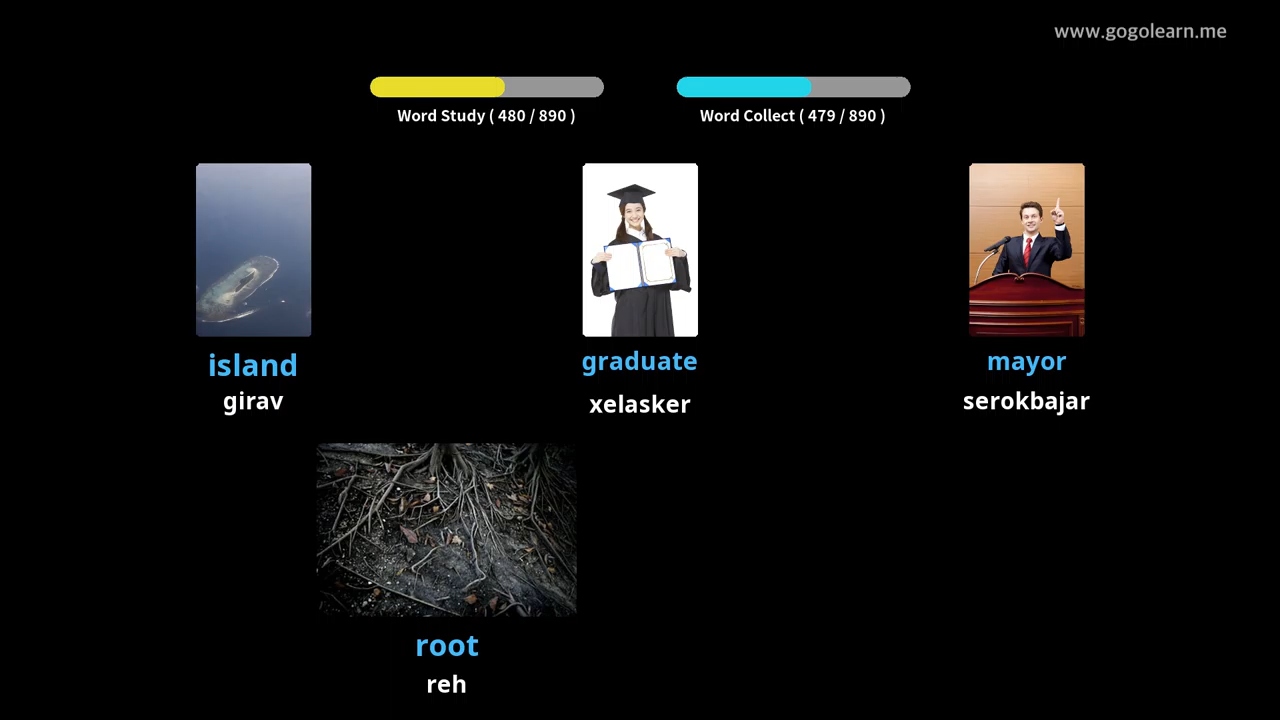 www.gogolearn.me
Word Study ( 480 / 890 )
Word Collect ( 479 / 890 )
island
girav
graduate
xelasker
mayor
serokbajar
root
reh